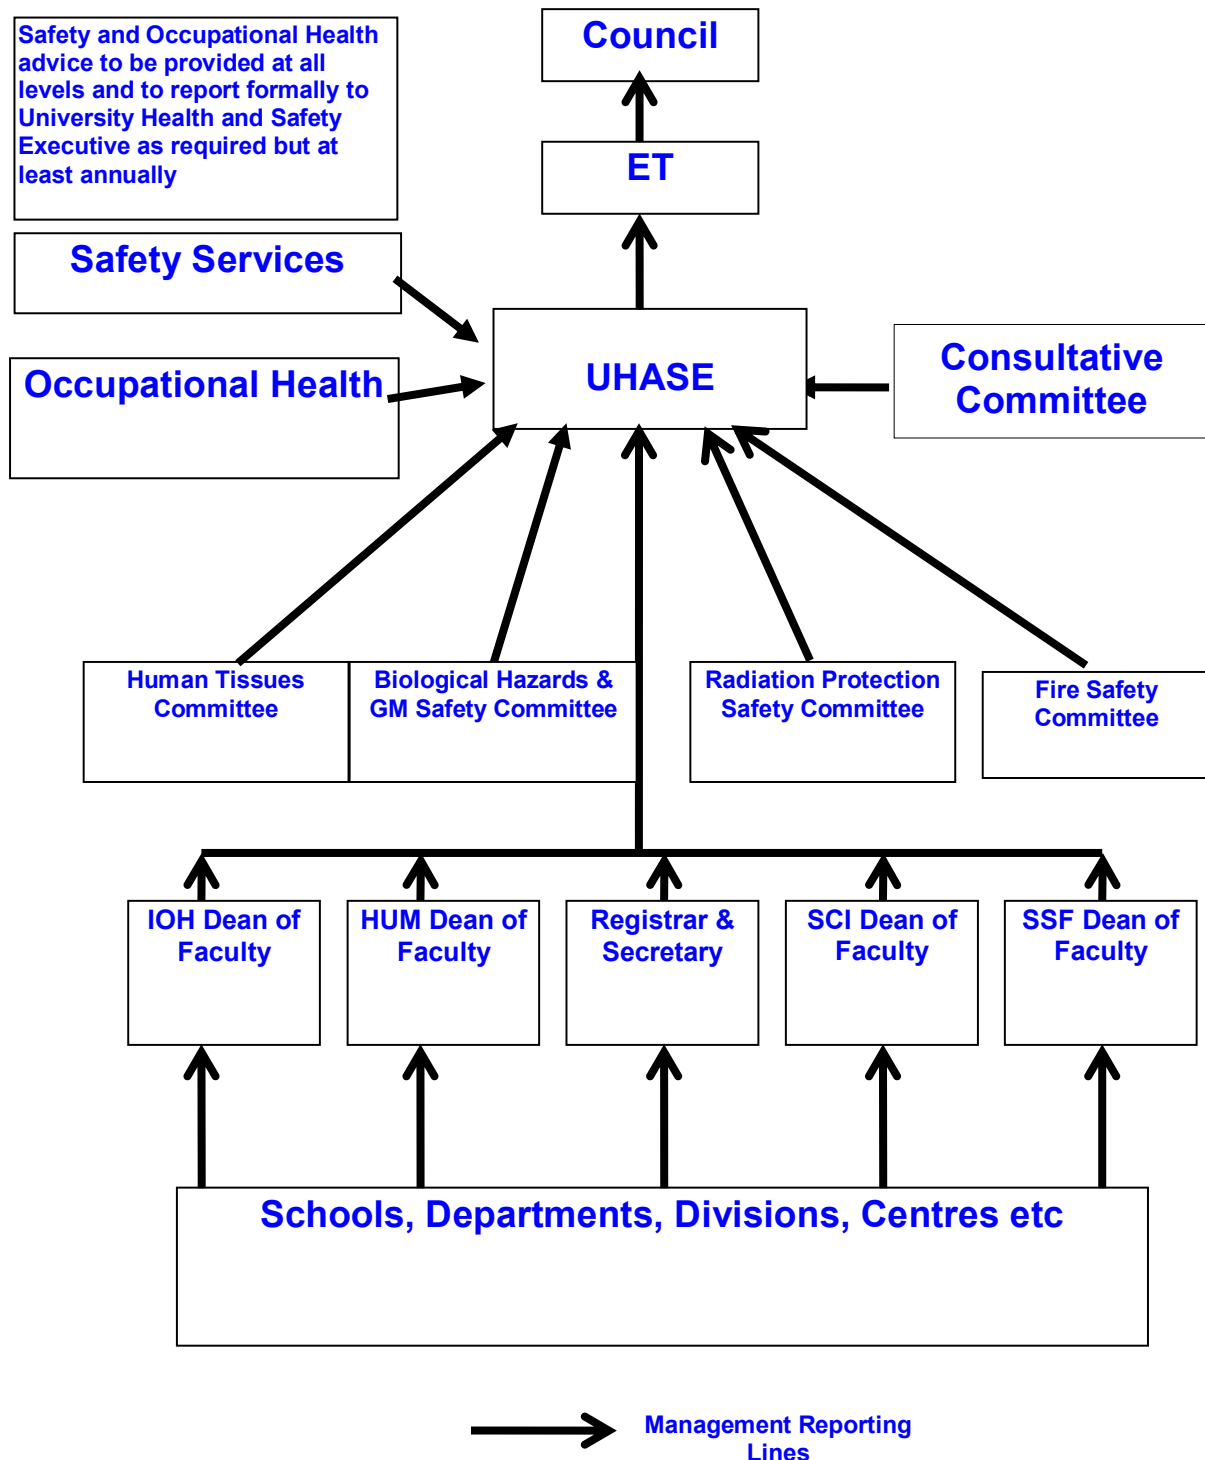 Safety and Occupational Health
advice to be provided at all
levels and to report formally to
University Health and Safety
Executive as required but at
least annually
Council
ET
Safety Services
Occupational Health
UHASE
Consultative
Committee
Human Tissues
Committee
Biological Hazards &
GM Safety Committee
Radiation Protection
Safety Committee
Fire Safety
Committee
IOH Dean of
Faculty
HUM Dean of
Faculty
Registrar &
Secretary
SCI Dean of
Faculty
SSF Dean of
Faculty
Schools, Departments, Divisions, Centres etc
Management Reporting
Lines